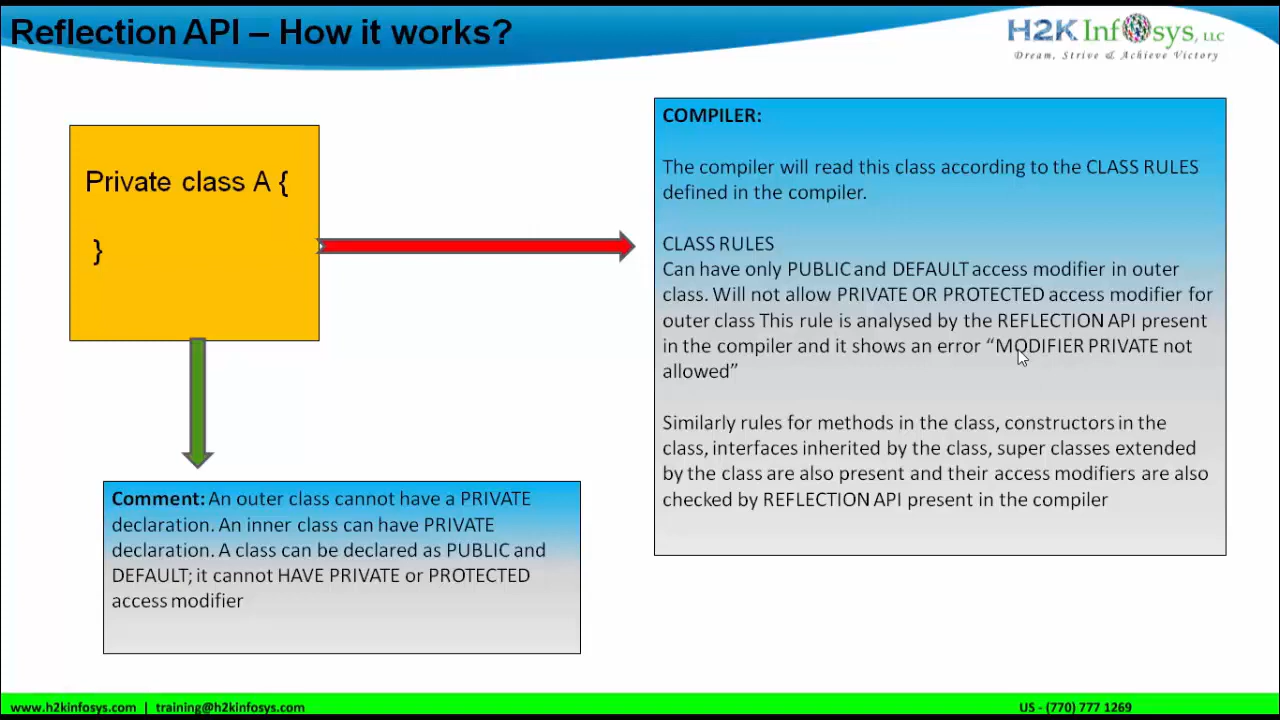 Reflection API – How it works?
H2K Infosys, LLC
Dream, Strive & Achieve Victory
Private class A {
}
COMPILER:
The compiler will read this class according to the CLASS RULES
defined in the compiler.
CLASS RULES
Can have only PUBLIC and DEFAULT access modifier in outer
class. Will not allow PRIVATE OR PROTECTED access modifier for
outer class This rule is analysed by the REFLECTION API present
in the compiler and it shows an error “MODIFIER PRIVATE not
allowed”
Similarly rules for methods in the class, constructors in the
class, interfaces inherited by the class, super classes extended
by the class are also present and their access modifiers are also
checked by REFLECTION API present in the compiler
Comment: An outer class cannot have a PRIVATE
declaration. An inner class can have PRIVATE
declaration. A class can be declared as PUBLIC and
DEFAULT; it cannot HAVE PRIVATE or PROTECTED
access modifier
www.h2kinfosys.com | training@h2kinfosys.com
US - (770) 777 1269